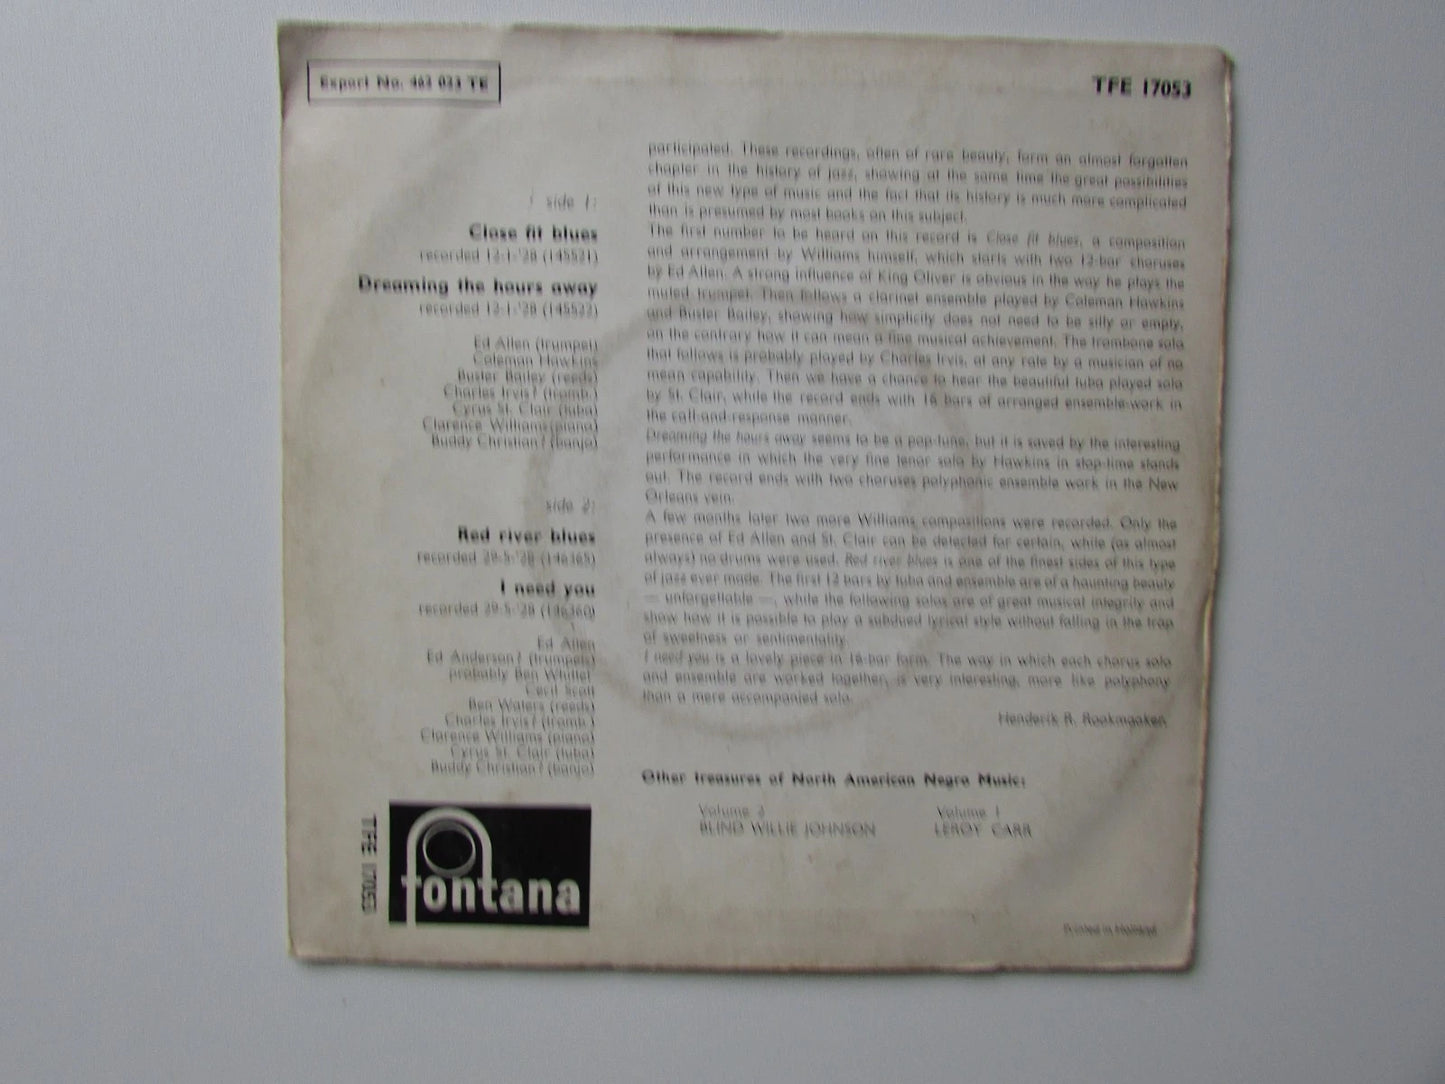 Export No. 463 033 TE
TFE 17053
side 1:
Close fit blues
recorded 12-1-'28 (145521)
Dreaming the hours away
recorded 12-1-'28 (145522)
Ed Allen (trumpet)
Coleman Hawkins
Buster Bailey (reeds)
Charles Irvis? (tromb.)
Cyrus St. Clair (tuba)
Clarence Williams (piano)
Buddy Christian? (banjo)
side 2:
Red river blues
recorded 29-5-'28 (146365)
I need you
recorded 29-5-'28 (146360)
Ed Allen
Ed Anderson? (trumpets)
probably Ben Whittet
Cecil Scott
Ben Waters (reeds)
Charles Irvis? (tromb.)
Clarence Williams (piano)
Cyrus St. Clair (tuba)
Buddy Christian? (banjo)
TFE 17053
fontana
participated. These recordings, often of rare beauty, form an almost forgotten
chapter in the history of jazz, showing at the same time the great possibilities
of this new type of music and the fact that its history is much more complicated
than is presumed by most books on this subject.
The first number to be heard on this record is Close fit blues, a composition
and arrangement by Williams himself, which starts with two 12-bar choruses
by Ed Allen. A strong influence of King Oliver is obvious in the way he plays the
muted trumpet. Then follows a clarinet ensemble played by Coleman Hawkins
and Buster Bailey, showing how simplicity does not need to be silly or empty,
on the contrary how it can mean a fine musical achievement. The trombone solo
that follows is probably played by Charles Irvis, at any rate by a musician of no
mean capability. Then we have a chance to hear the beautiful tuba played solo
by St. Clair, while the record ends with 16 bars of arranged ensemble-work in
the call-and-response manner.
Dreaming the hours away seems to be a pop-tune, but it is saved by the interesting
performance in which the very fine tenor solo by Hawkins in stop-time stands
out. The record ends with two choruses polyphonic ensemble work in the New
Orleans vein.
A few months later two more Williams compositions were recorded. Only the
presence of Ed Allen and St. Clair can be detected for certain, while (as almost
always) no drums were used. Red river blues is one of the finest sides of this type
of jazz ever made. The first 12 bars by tuba and ensemble are of a haunting beauty
— unforgettable —, while the following solos are of great musical integrity and
show how it is possible to play a subdued lyrical style without falling in the trap
of sweetness or sentimentality.
I need you is a lovely piece in 16-bar form. The way in which each chorus solo
and ensemble are worked together, is very interesting, more like polyphony
than a mere accompanied solo.
Henderik R. Rookmaaker
Other treasures of North American Negro Music:
Volume 2 Volume 1
BLIND WILLIE JOHNSON LEROY CARR
Printed in Holland